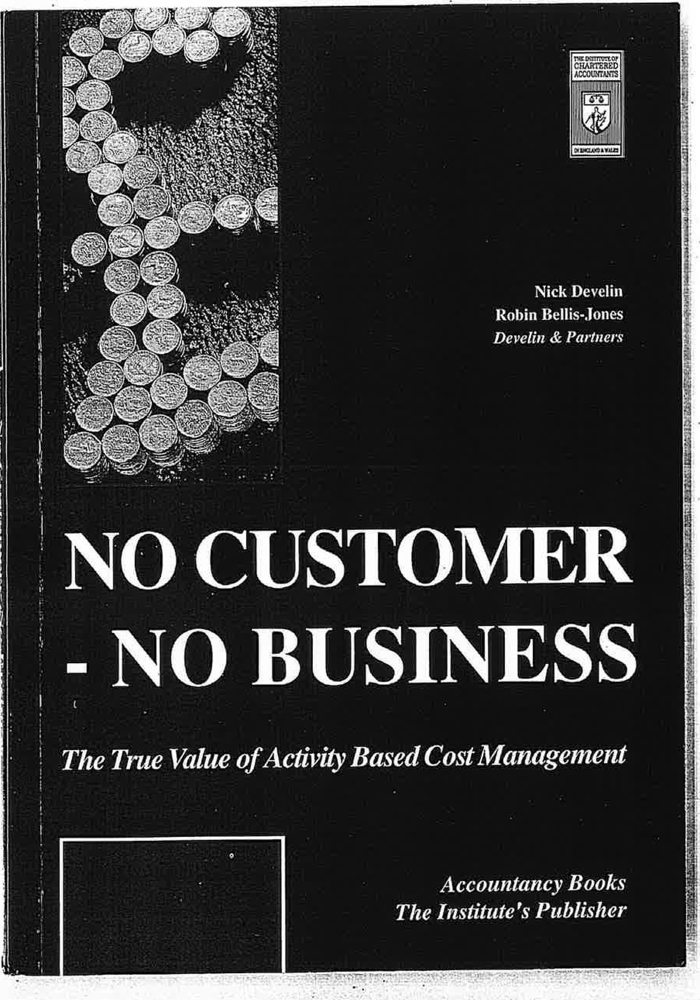 THE INSTITUTE OF
CHARTERED
ACCOUNTANTS
IN ENGLAND & WALES
Nick Develin
Robin Bellis-Jones
Develin & Partners
NO CUSTOMER
- NO BUSINESS
The True Value of Activity Based Cost Management
Accountancy Books
The Institute's Publisher